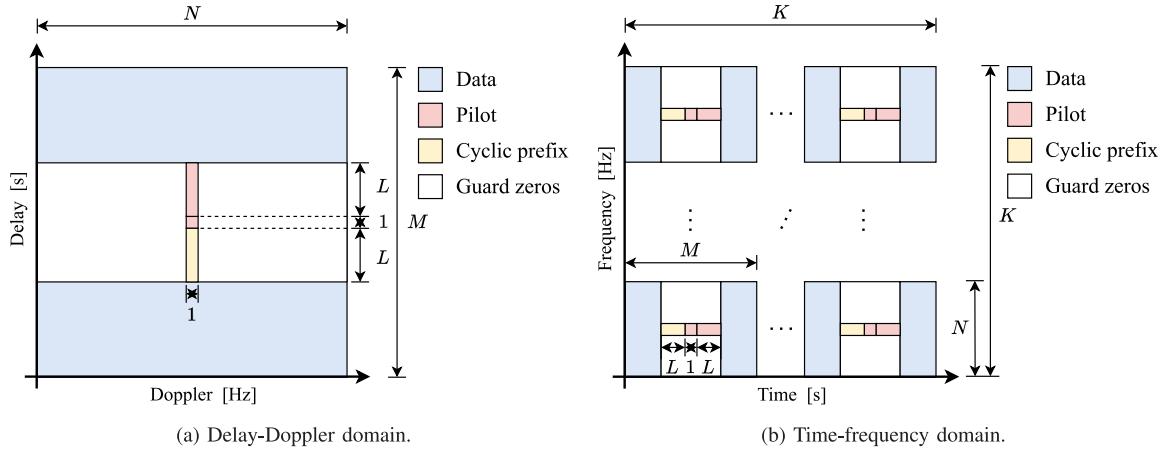 N
Delay [s]
L
1
L
M
1
Doppler [Hz]
Data
Pilot
Cyclic prefix
Guard zeros
(a) Delay-Doppler domain.
K
Frequency [Hz]
M
L 1 L
N
K
Time [s]
Data
Pilot
Cyclic prefix
Guard zeros
(b) Time-frequency domain.